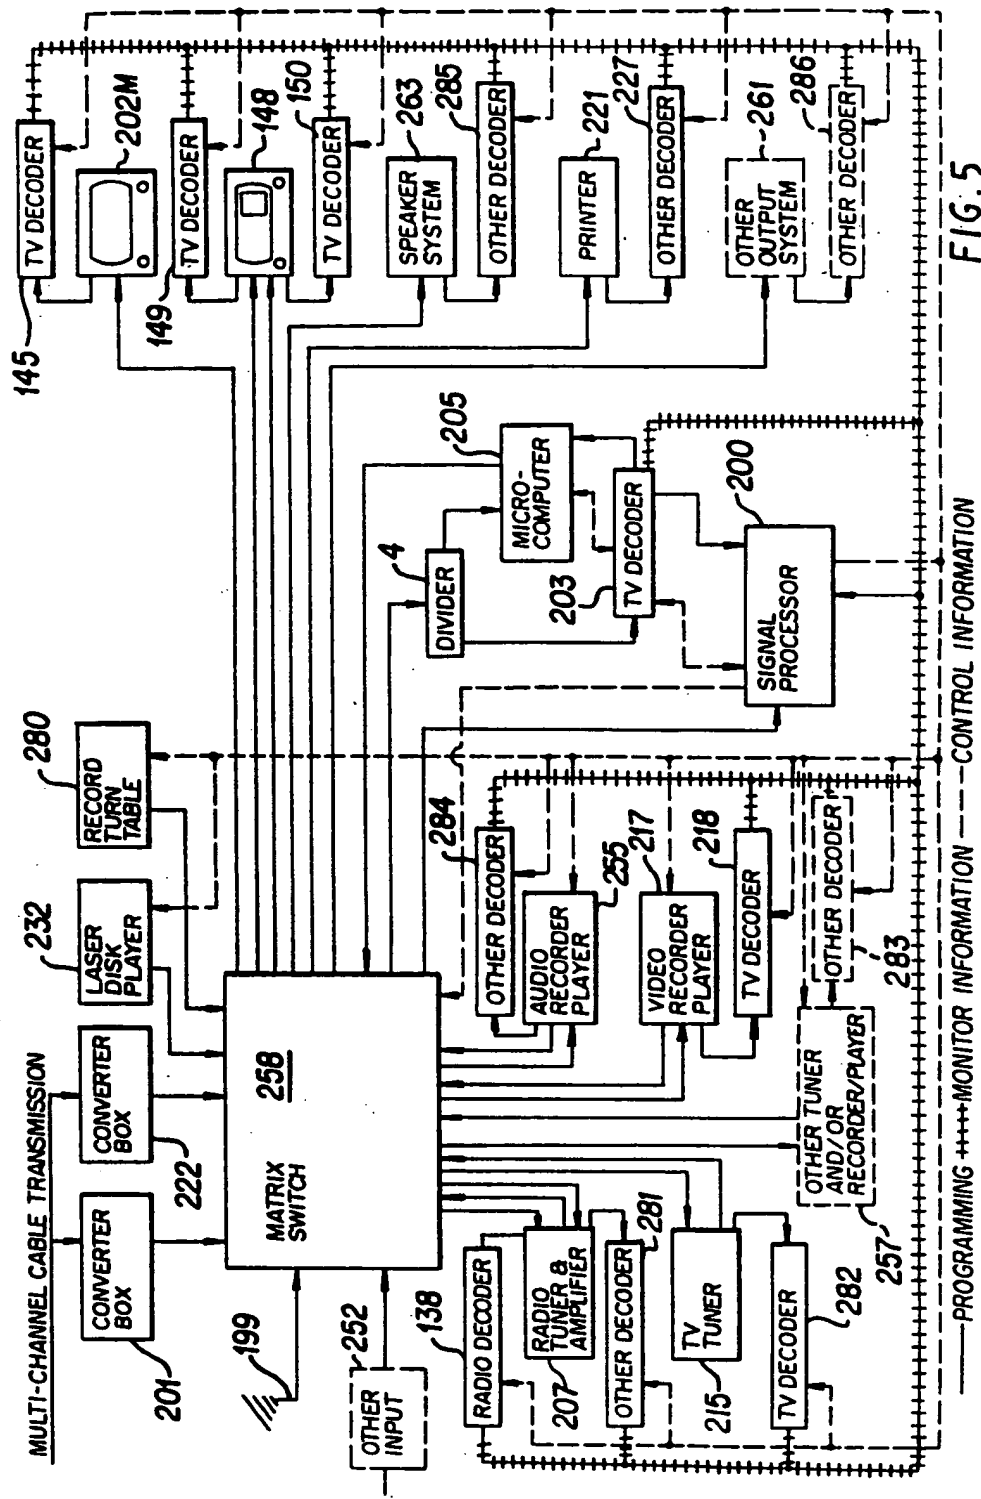 MULTI-CHANNEL CABLE TRANSMISSION
CONVERTER
BOX
201
CONVERTER
BOX
222
232
LASER
DISK
PLAYER
280
RECORD
TURN
TABLE
199
252
OTHER
INPUT
MATRIX
SWITCH
258
145
TV DECODER
202M
149
TV DECODER
148
TV DECODER
150
SPEAKER
SYSTEM
263
OTHER DECODER
285
PRINTER
221
OTHER DECODER
227
OTHER
OUTPUT
SYSTEM
261
OTHER DECODER
286
DIVIDER
4
MICRO-
COMPUTER
205
203
TV DECODER
SIGNAL
PROCESSOR
200
138
RADIO DECODER
207
RADIO
TUNER &
AMPLIFIER
OTHER DECODER
281
215
TV
TUNER
TV DECODER
282
284
OTHER DECODER
AUDIO
RECORDER
PLAYER
255
VIDEO
RECORDER
PLAYER
217
TV DECODER
218
257
OTHER TUNER
AND/OR
RECORDER/PLAYER
OTHER DECODER
283
PROGRAMMING MONITOR INFORMATION CONTROL INFORMATION
FIG. 5